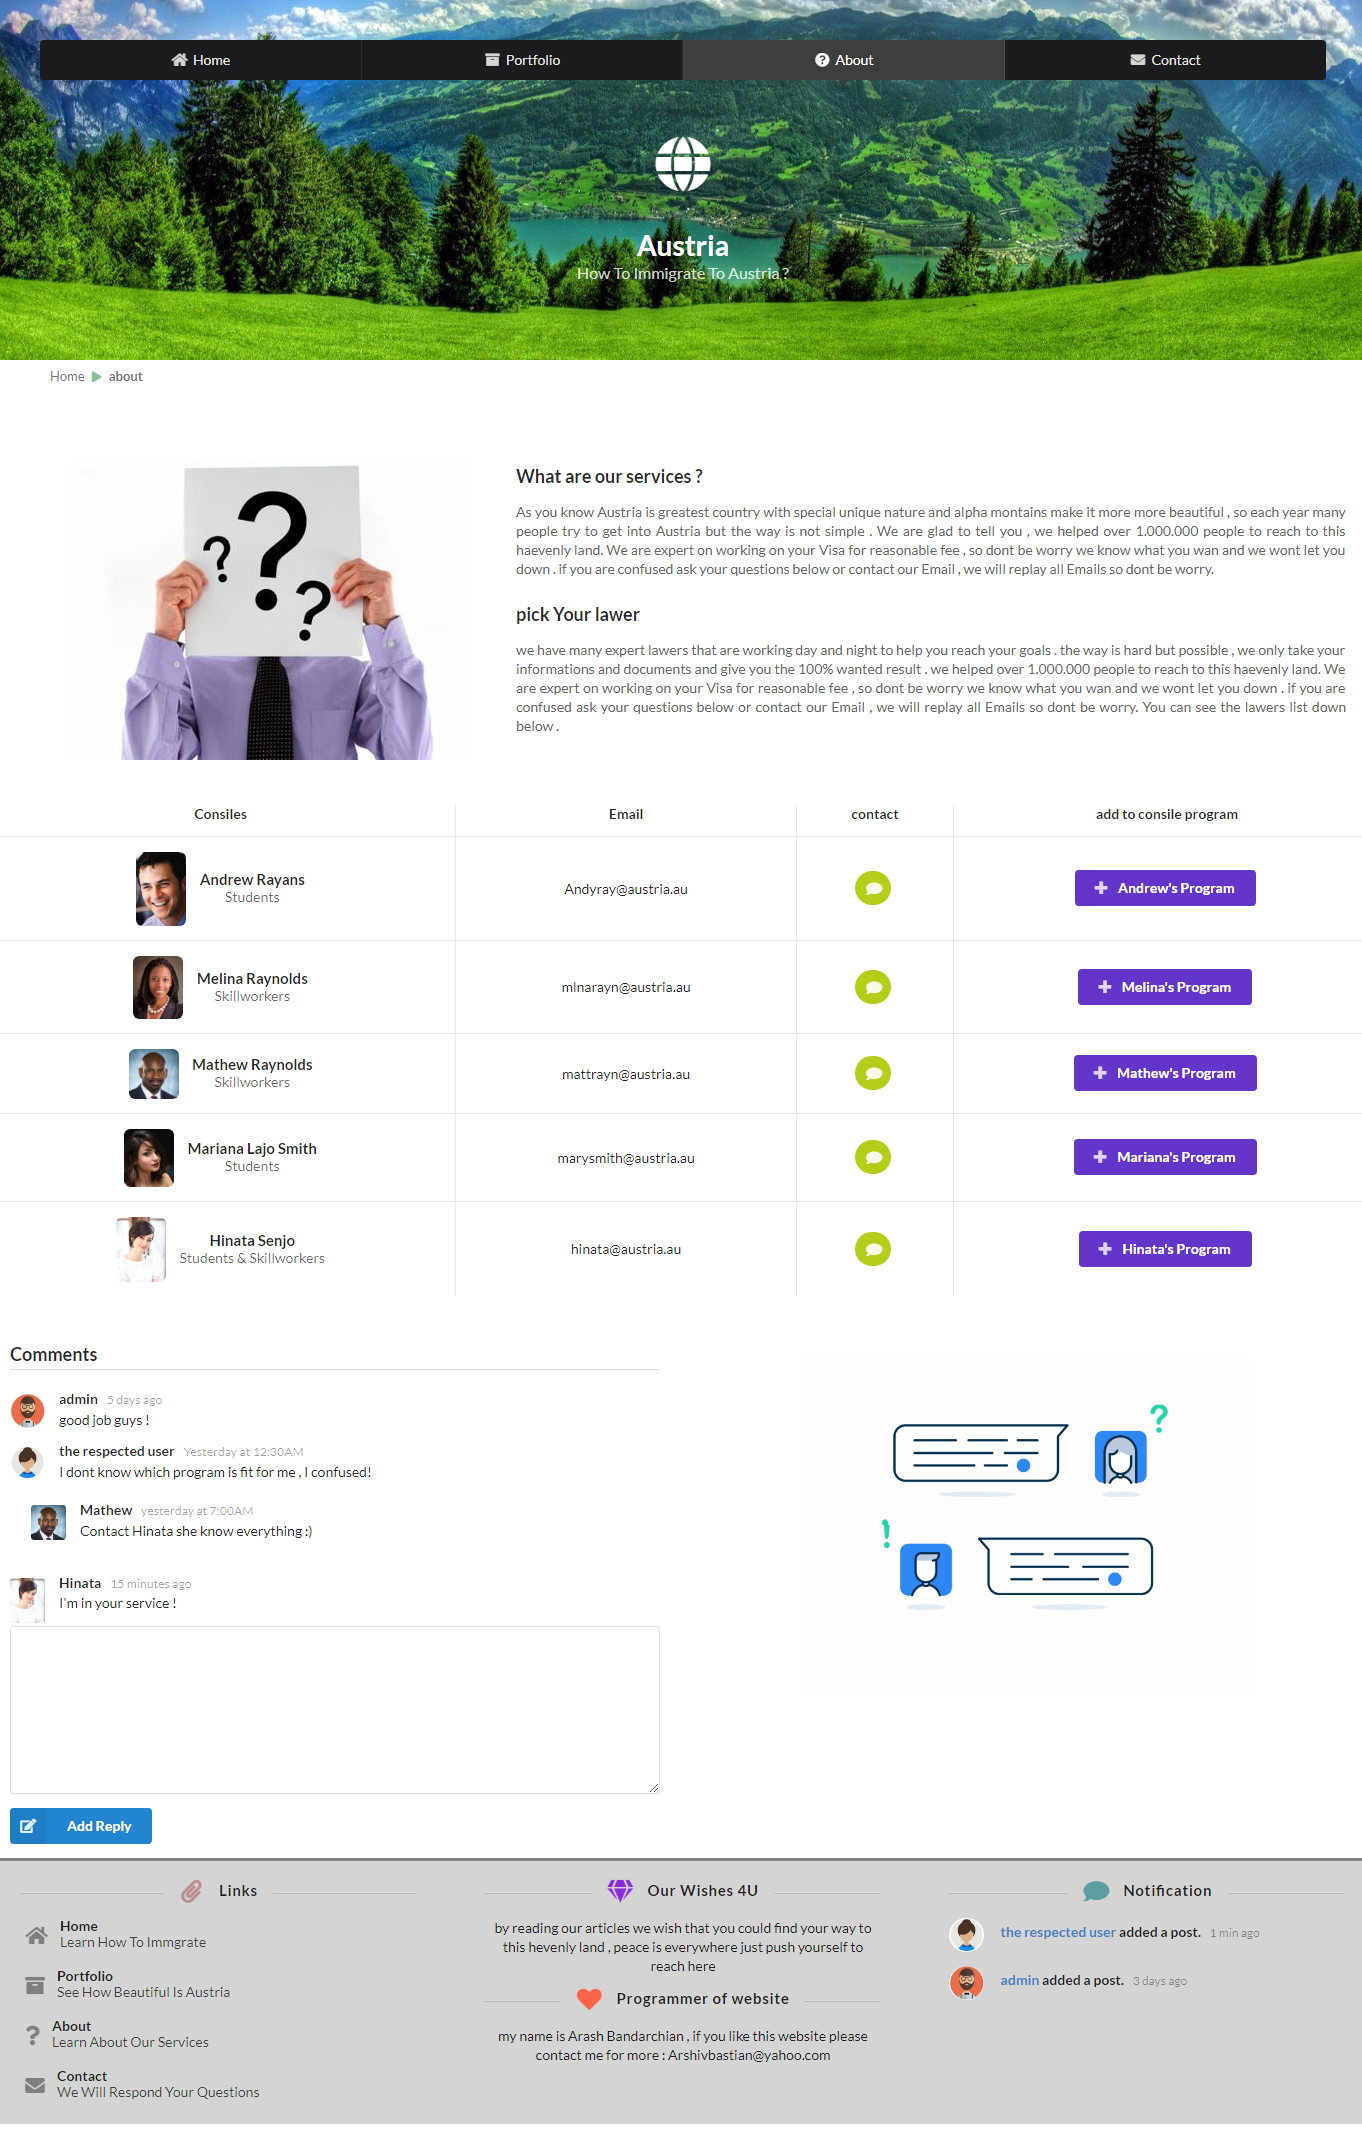 Home
Portfolio
About
Contact
Austria
How To Immigrate To Austria ?
Home
about
? ? ?
What are our services ?
As you know Austria is greatest country with special unique nature and alpha montains make it more more beautiful , so each year many
people try to get into Austria but the way is not simple . We are glad to tell you , we helped over 1.000.000 people to reach to this
haevenly land. We are expert on working on your Visa for reasonable fee , so dont be worry we know what you wan and we wont let you
down . if you are confused ask your questions below or contact our Email , we will replay all Emails so dont be worry.
pick Your lawer
we have many expert lawers that are working day and night to help you reach your goals . the way is hard but possible , we only take your
informations and documents and give you the 100% wanted result . we helped over 1.000.000 people to reach to this haevenly land. We
are expert on working on your Visa for reasonable fee , so dont be worry we know what you wan and we wont let you down . if you are
confused ask your questions below or contact our Email , we will replay all Emails so dont be worry. You can see the lawers list down
below .
Consiles
Email
contact
add to consile program
Andrew Rayans
Students
Andyray@austria.au
Andrew's Program
Melina Raynolds
Skillworkers
mlnarayn@austria.au
Melina's Program
Mathew Raynolds
Skillworkers
mattrayn@austria.au
Mathew's Program
Mariana Lajo Smith
Students
marysmith@austria.au
Mariana's Program
Hinata Senjo
Students & Skillworkers
hinata@austria.au
Hinata's Program
Comments
admin 5 days ago
good job guys !
the respected user Yesterday at 12:30AM
I dont know which program is fit for me , I confused!
Mathew yesterday at 7:00AM
Contact Hinata she know everything :)
Hinata 15 minutes ago
I'm in your service !
?
!
Add Reply
Links
Home
Learn How To Immgrate
Portfolio
See How Beautiful Is Austria
About
Learn About Our Services
Contact
We Will Respond Your Questions
Our Wishes 4U
by reading our articles we wish that you could find your way to
this hevenly land , peace is everywhere just push yourself to
reach here
Programmer of website
my name is Arash Bandarchian , if you like this website please
contact me for more : Arshivbastian@yahoo.com
Notification
the respected user added a post. 1 min ago
admin added a post. 3 days ago